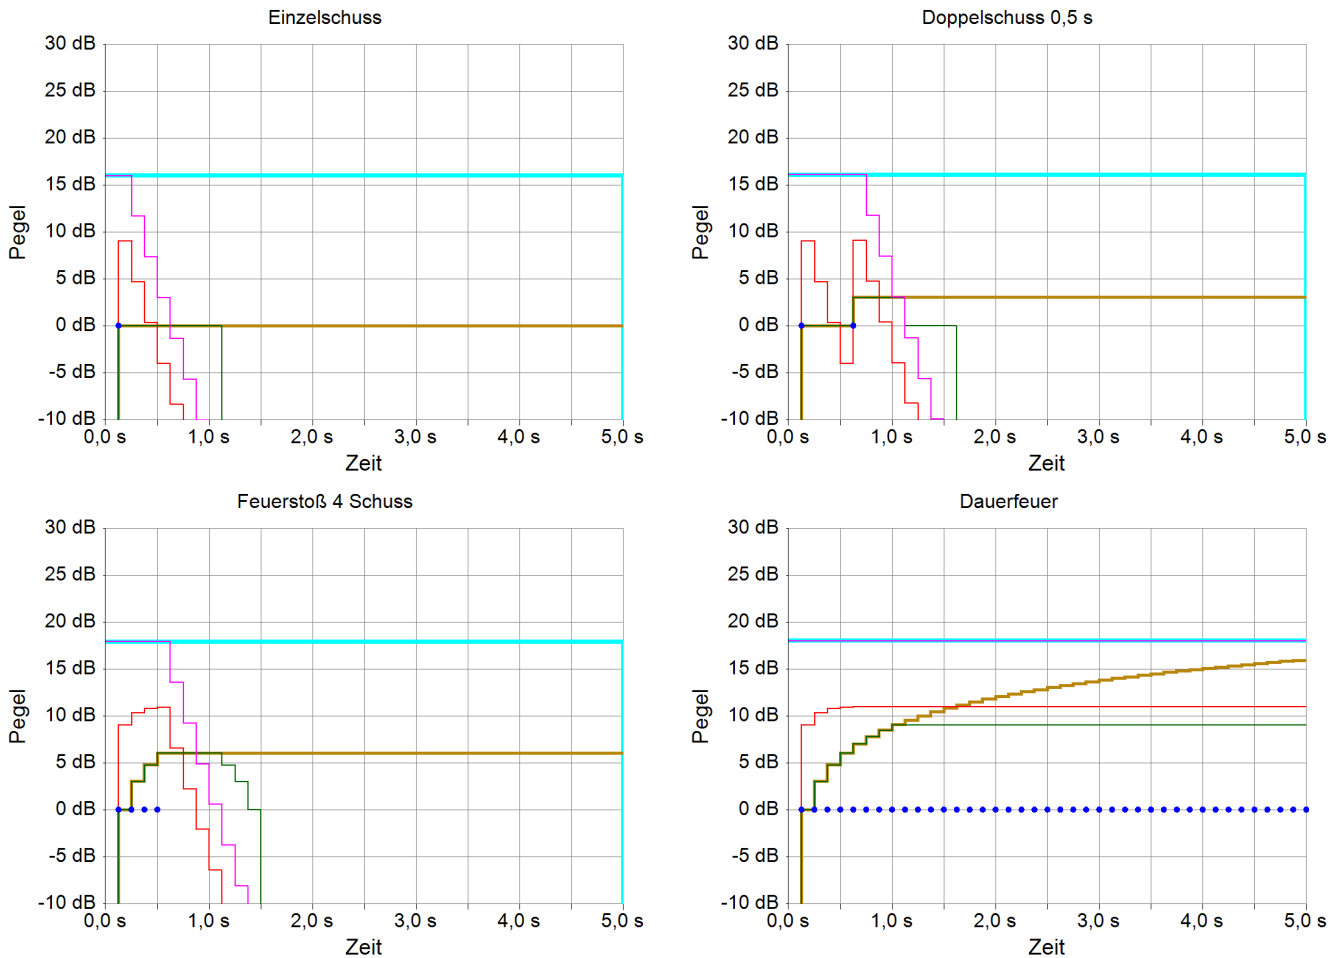 Einzelschuss
30 dB
25 dB
20 dB
15 dB
10 dB
5 dB
0 dB
-5 dB
-10 dB
Pegel
0,0 s 1,0 s 2,0 s 3,0 s 4,0 s 5,0 s
Zeit
Doppelschuss 0,5 s
30 dB
25 dB
20 dB
15 dB
10 dB
5 dB
0 dB
-5 dB
-10 dB
Pegel
0,0 s 1,0 s 2,0 s 3,0 s 4,0 s 5,0 s
Zeit
Feuerstoß 4 Schuss
30 dB
25 dB
20 dB
15 dB
10 dB
5 dB
0 dB
-5 dB
-10 dB
Pegel
0,0 s 1,0 s 2,0 s 3,0 s 4,0 s 5,0 s
Zeit
Dauerfeuer
30 dB
25 dB
20 dB
15 dB
10 dB
5 dB
0 dB
-5 dB
-10 dB
Pegel
0,0 s 1,0 s 2,0 s 3,0 s 4,0 s 5,0 s
Zeit